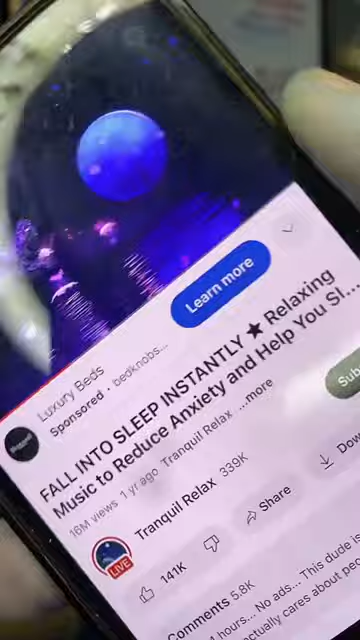 Learn more
Luxury Beds
Sponsored · bedknobs...
FALL INTO SLEEP INSTANTLY ★ Relaxing
Music to Reduce Anxiety and Help You Sl...
16M views 1 yr ago Tranquil Relax ...more
Tranquil Relax 339K
Sub
LIVE
141K
Share
Dow
Comments 5.8K
hours... No ads... This dude is
actually cares about peo